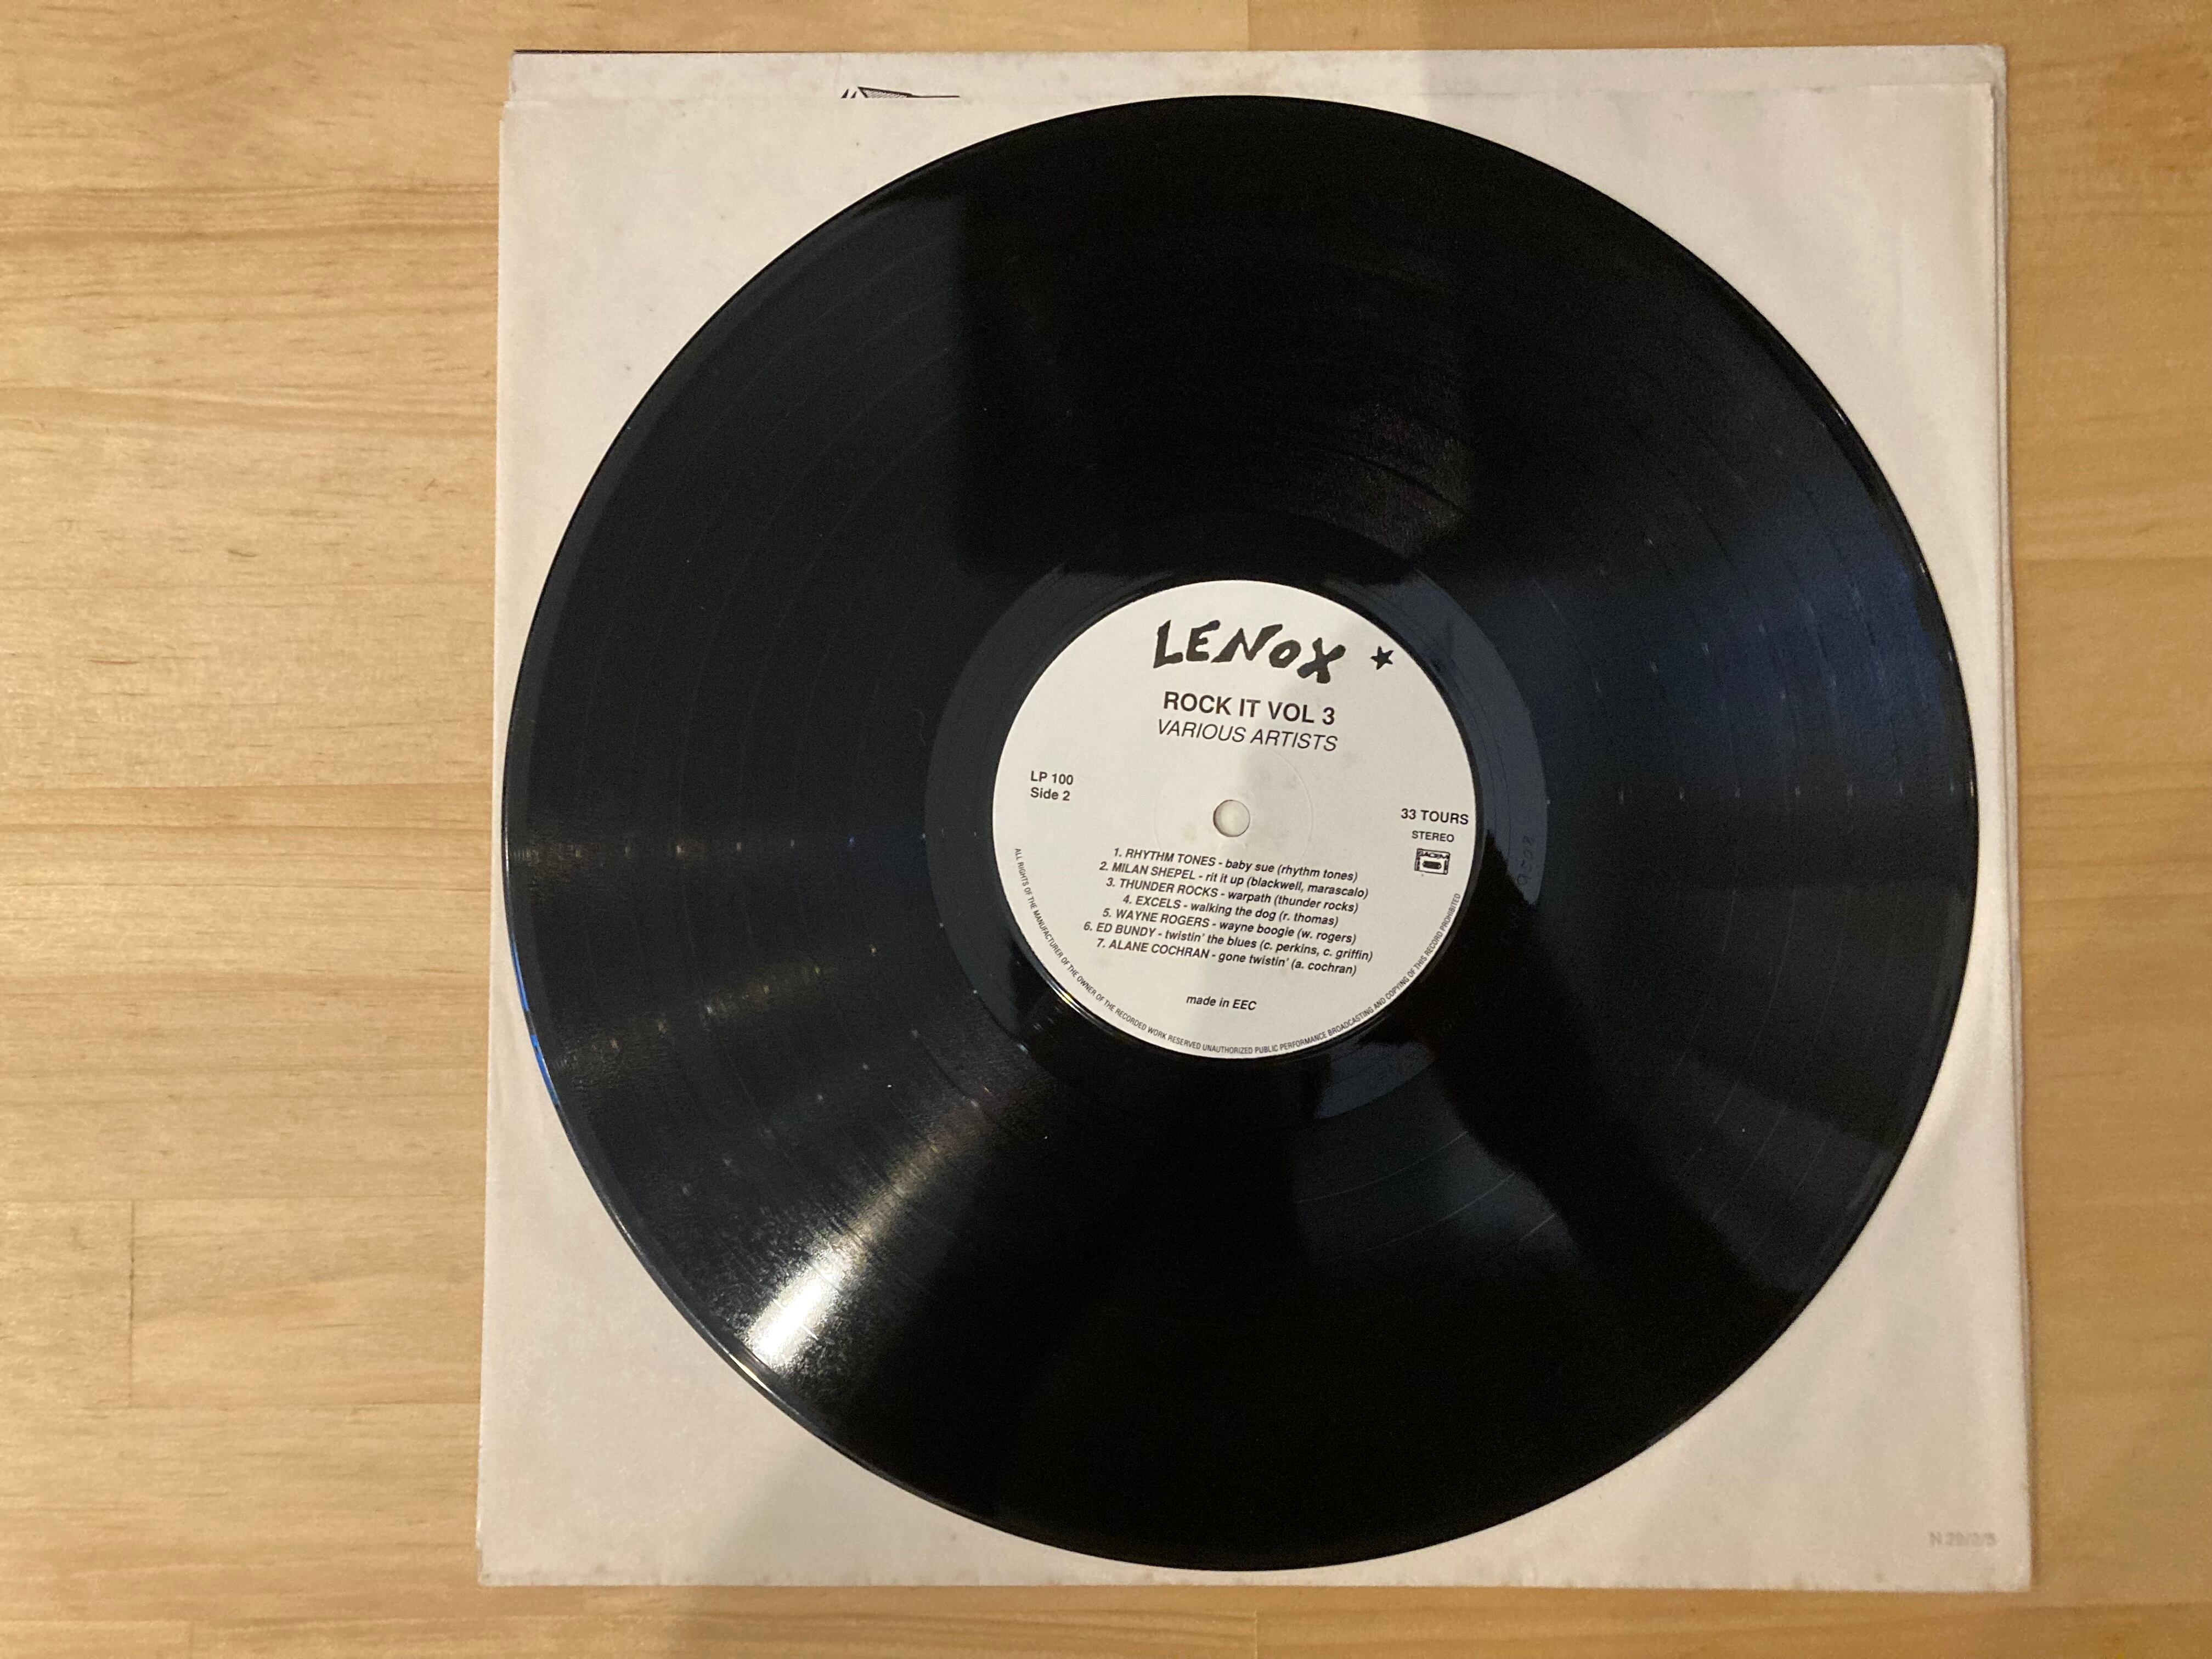 LENOX ★
ROCK IT VOL 3
VARIOUS ARTISTS
LP 100
Side 2
33 TOURS
STEREO
SACEM
1. RHYTHM TONES - baby sue (rhythm tones)
2. MILAN SHEPEL - rit it up (blackwell, marascalo)
3. THUNDER ROCKS - warpath (thunder rocks)
4. EXCELS - walking the dog (r. thomas)
5. WAYNE ROGERS - wayne boogie (w. rogers)
6. ED BUNDY - twistin' the blues (c. perkins, c. griffin)
7. ALANE COCHRAN - gone twistin' (a. cochran)
made in EEC
ALL RIGHTS OF THE MANUFACTURER OF THE OWNER OF THE RECORDED WORK RESERVED UNAUTHORIZED PUBLIC PERFORMANCE BROADCASTING AND COPYING OF THIS RECORD PROHIBITED